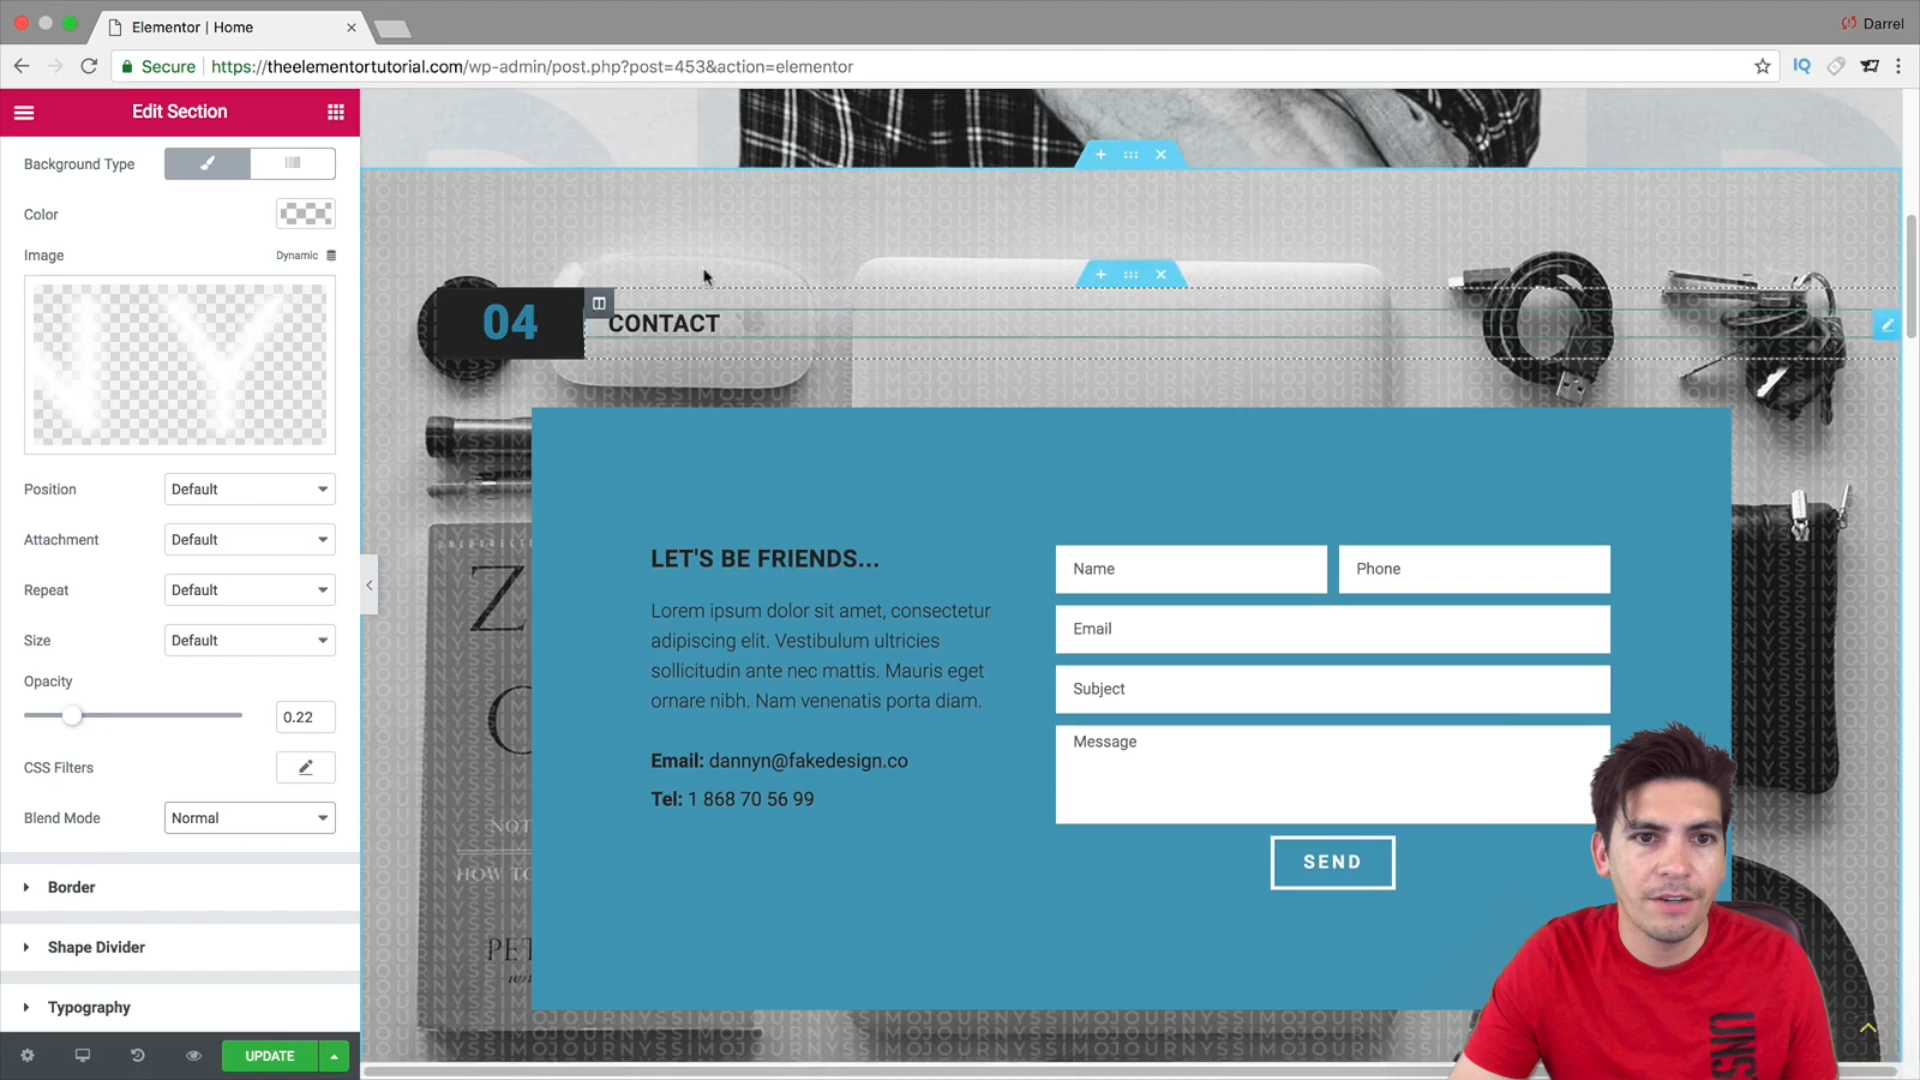 Elementor | Home
Darrel
Secure
https://theelementortutorial.com/wp-admin/post.php?post=453&action=elementor
IQ
Edit Section
Background Type
Color
Image
Dynamic
NY
Position
Default
Attachment
Default
Repeat
Default
Size
Default
Opacity
0.22
CSS Filters
Blend Mode
Normal
Border
Shape Divider
Typography
UPDATE
04
CONTACT
LET'S BE FRIENDS...
Lorem ipsum dolor sit amet, consectetur
adipiscing elit. Vestibulum ultricies
sollicitudin ante nec mattis. Mauris eget
ornare nibh. Nam venenatis porta diam.
Email: dannyn@fakedesign.co
Tel: 1 868 70 56 99
Name
Phone
Email
Subject
Message
SEND